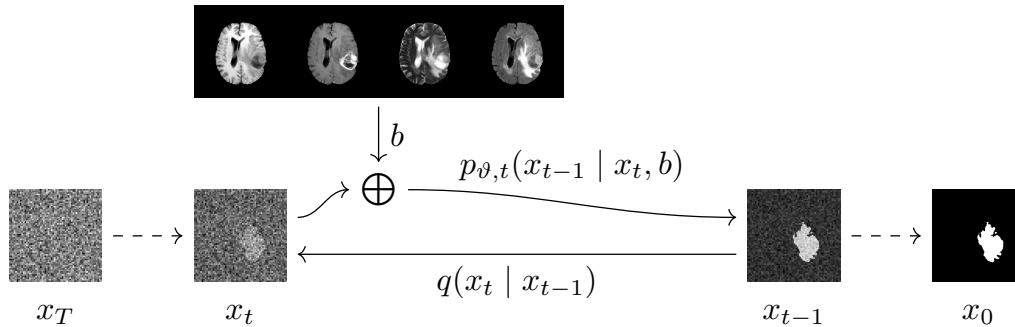 b
p_{ϑ,t}(x_{t−1} | x_t, b)
q(x_t | x_{t−1})
x_T
x_t
x_{t−1}
x_0